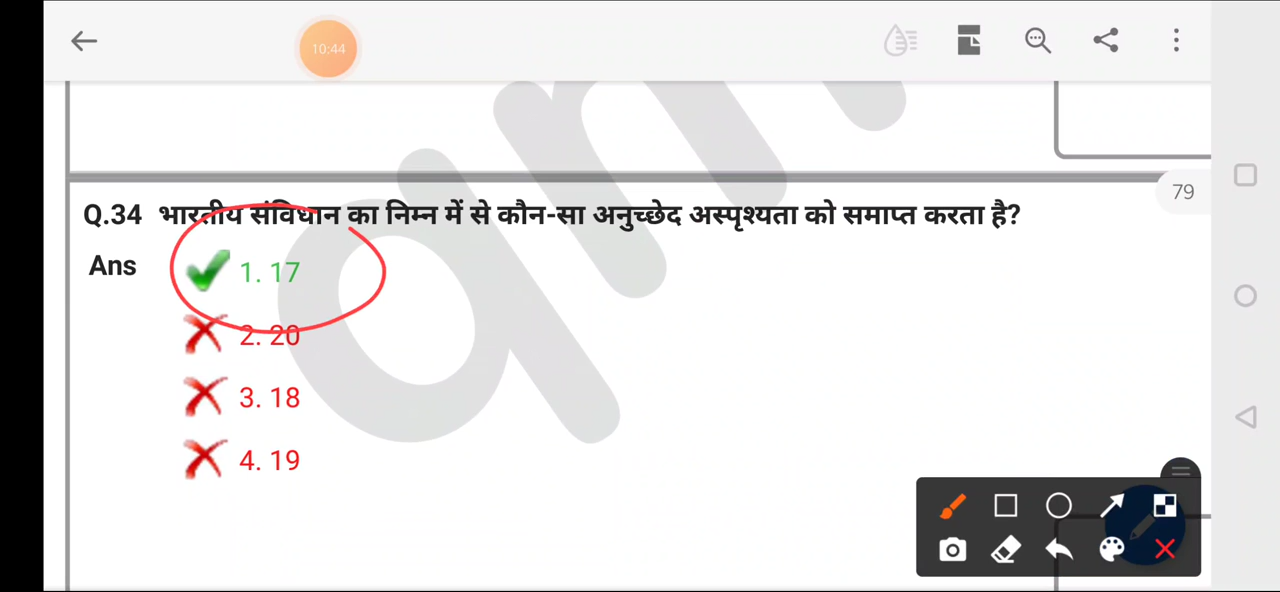 10:44
79
Q.34 भारतीय संविधान का निम्न में से कौन-सा अनुच्छेद अस्पृश्यता को समाप्त करता है?
Ans 1. 17
2. 20
3. 18
4. 19